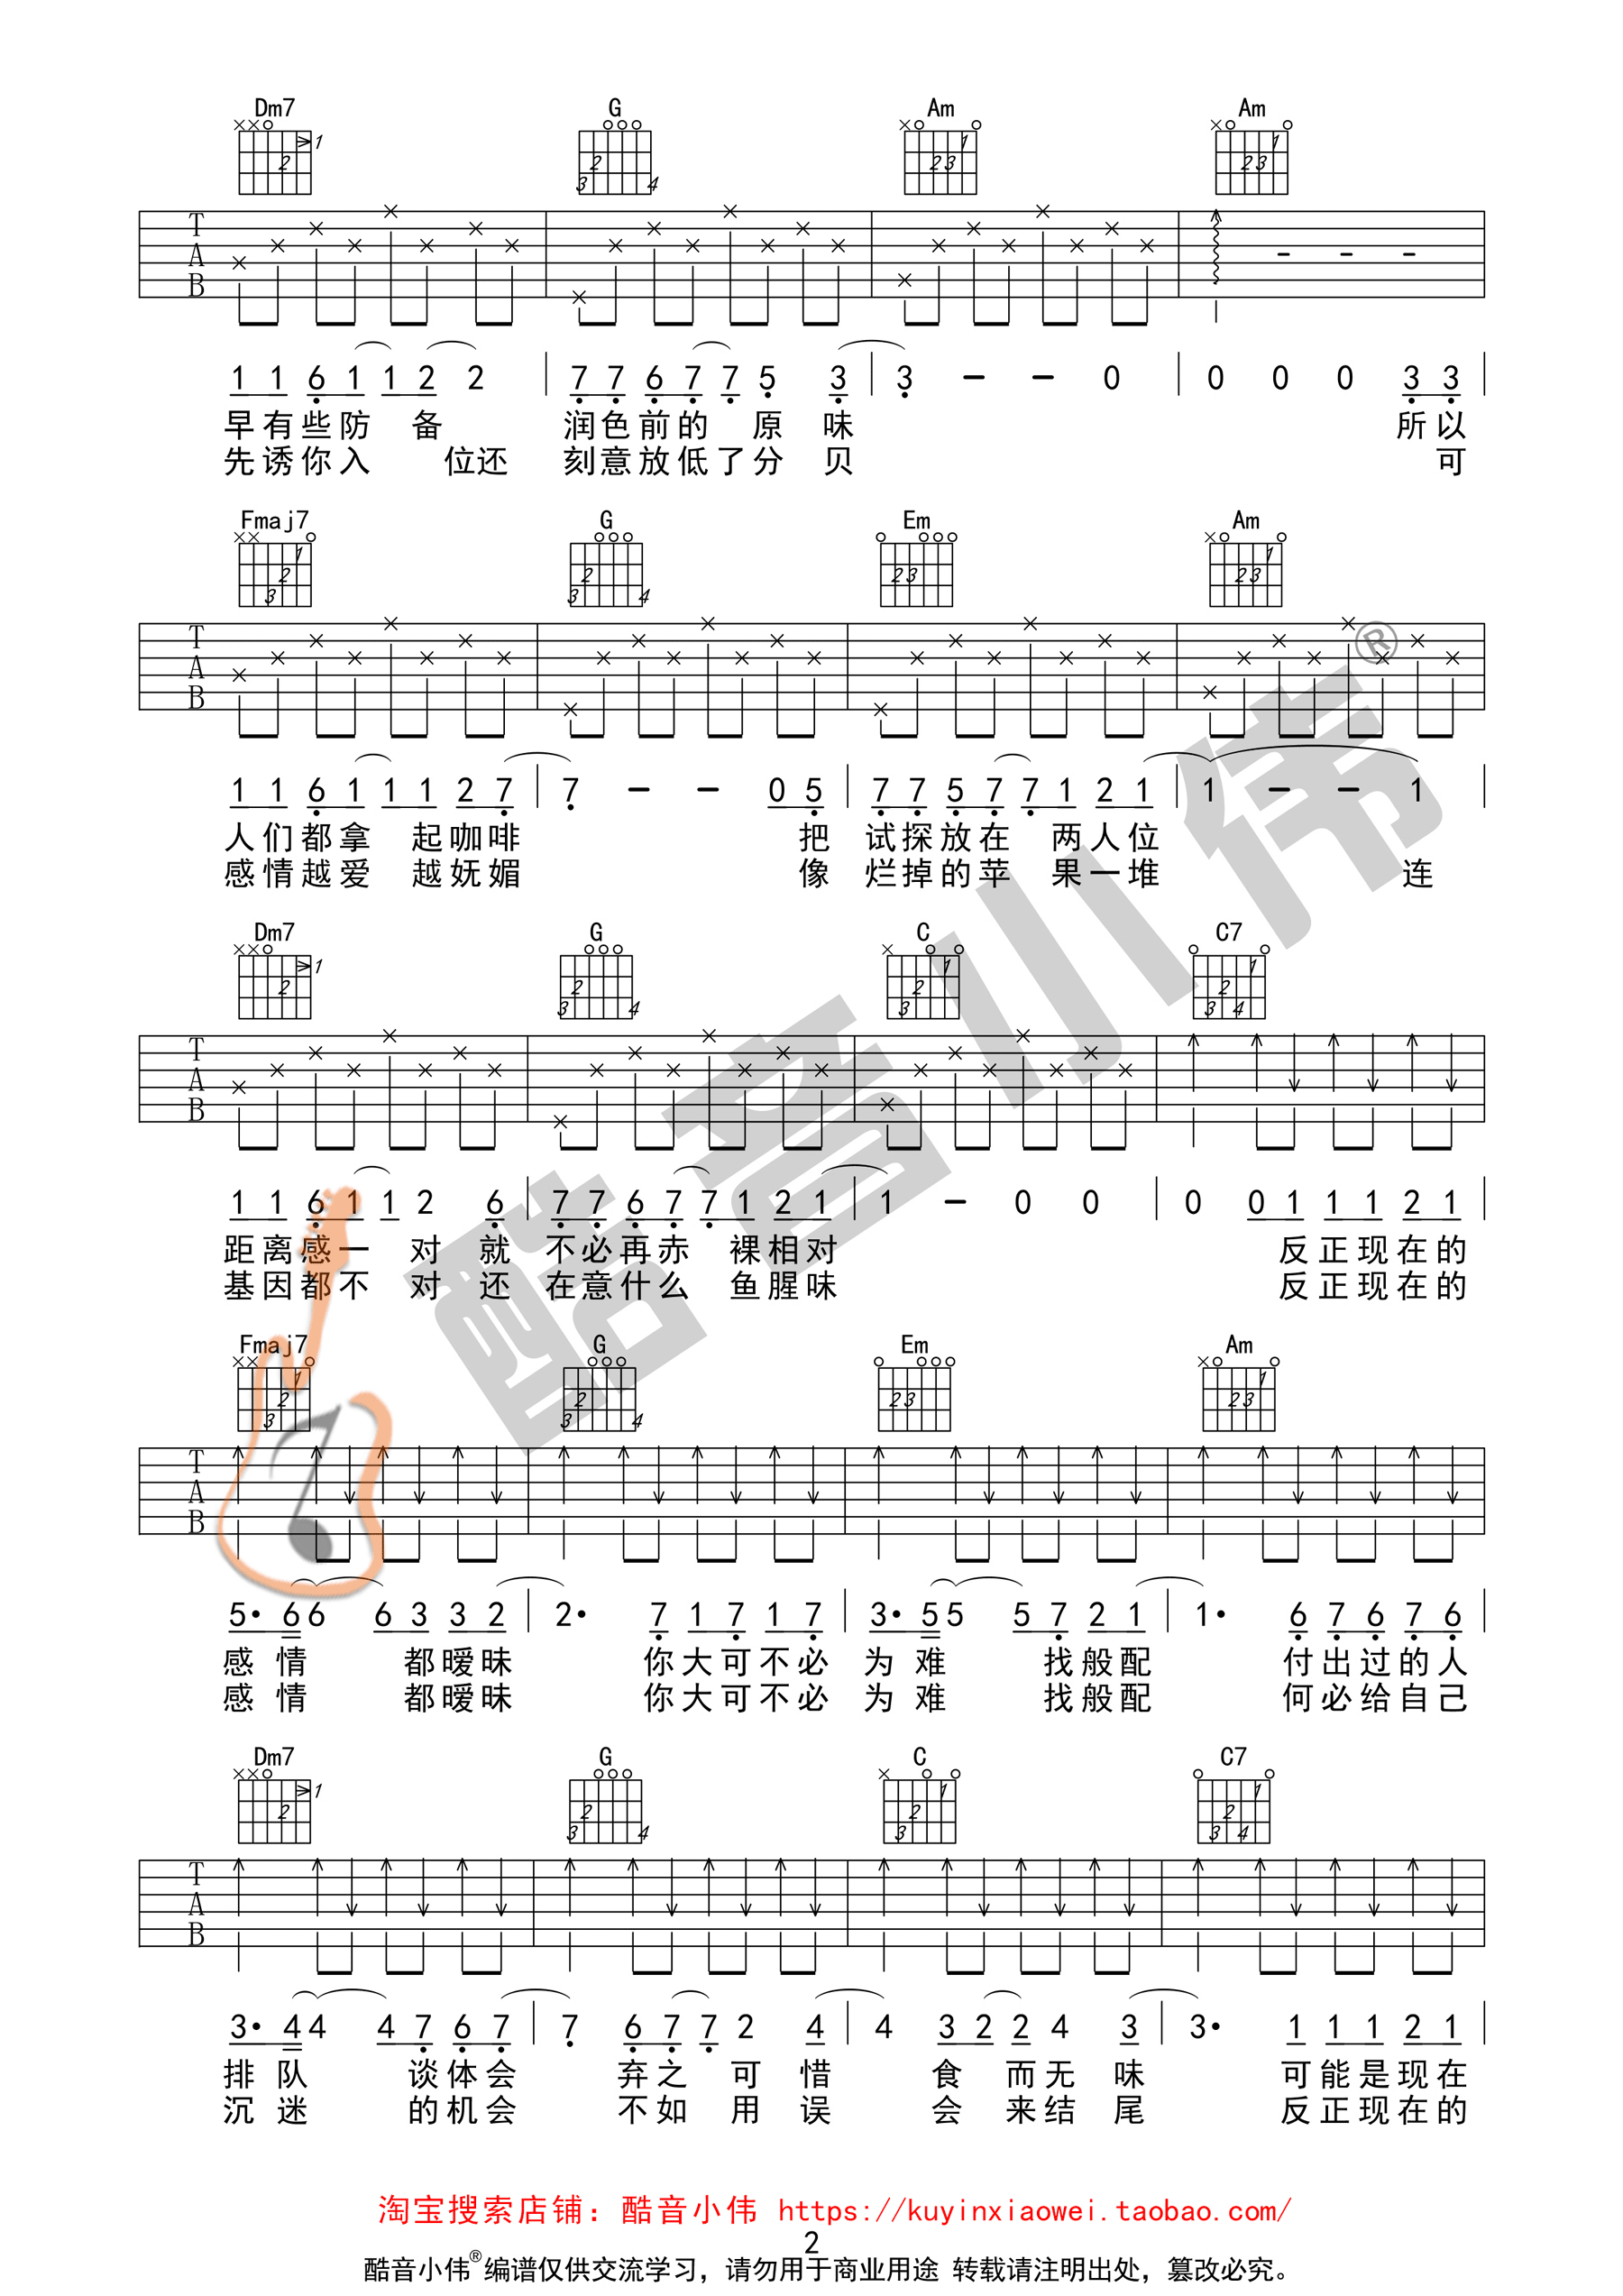 Dm7 G Am Am
T A B
1 1 6 1 1 2 2 7 7 6 7 7 5 3 3 — — 0 0 0 0 3 3
早有些防 备 润色前的 原 味 所以
先诱你入 位还 刻意放低了分 贝 可
Fmaj7 G Em Am
T A B
1 1 6 1 1 1 2 7 7 — — 0 5 7 7 5 7 7 1 2 1 1 — — 1
人们都拿 起咖啡 把 试探放在 两人位
感情越爱 越妩媚 像 烂掉的苹 果一堆 连
Dm7 G C C7
T A B
1 1 6 1 1 2 6 7 7 6 7 7 1 2 1 1 — 0 0 0 0 1 1 1 2 1
距离感一 对 就 不必再赤 裸相对 反正现在的
基因都不 对 还 在意什么 鱼腥味 反正现在的
Fmaj7 G Em Am
T A B
5· 6 6 6 3 3 2 2· 7 1 7 1 7 3· 5 5 5 7 2 1 1· 6 7 6 7 6
感情 都暧昧 你大可不必 为难 找般配 付出过的人
感情 都暧昧 你大可不必 为难 找般配 何必给自己
Dm7 G C C7
T A B
3· 4 4 4 7 6 7 7 6 7 7 2 4 4 3 2 2 4 3 3· 1 1 1 2 1
排队 谈体会 弃之 可 惜 食 而无 味 可能是现在
沉迷 的机会 不如 用 误 会 来结 尾 反正现在的
酷音小伟®
淘宝搜索店铺：酷音小伟 https://kuyinxiaowei.taobao.com/
2
酷音小伟®编谱仅供交流学习，请勿用于商业用途 转载请注明出处，篡改必究。